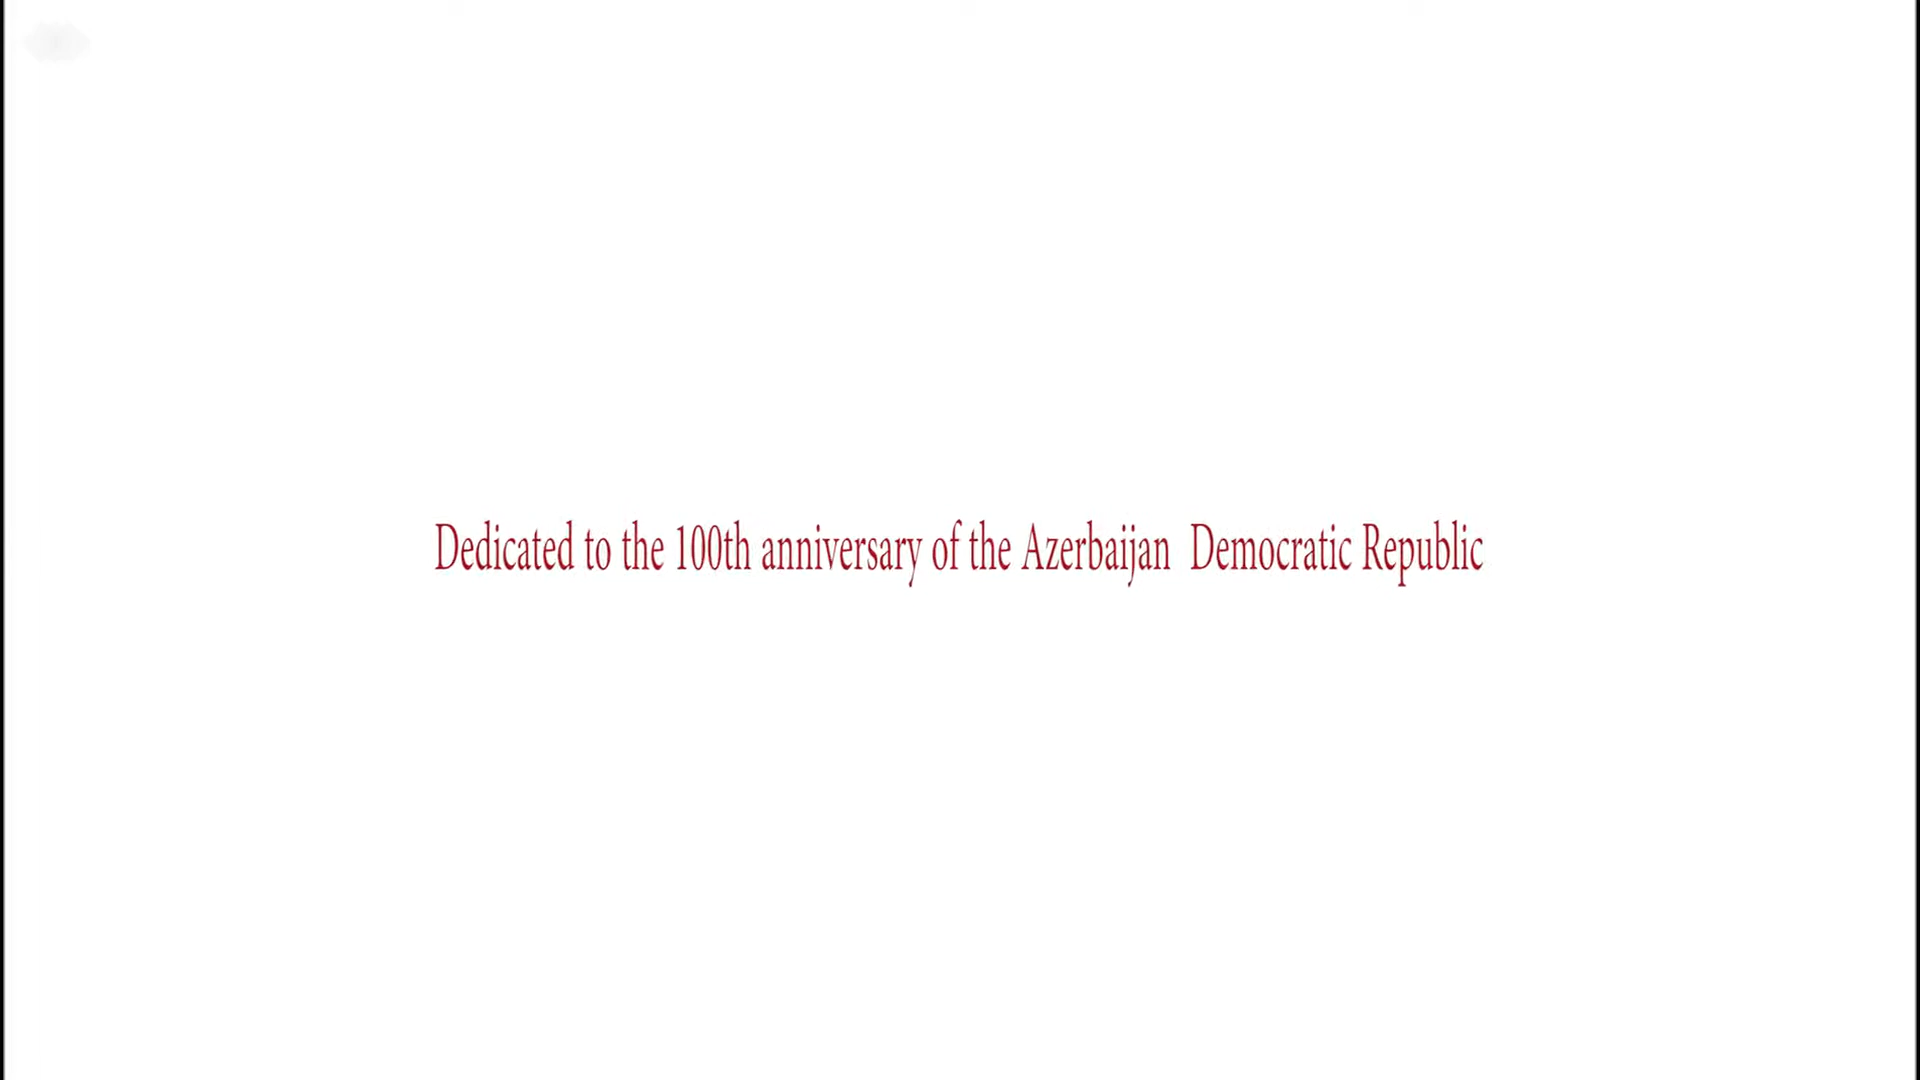 Dedicated to the 100th anniversary of the Azerbaijan  Democratic Republic